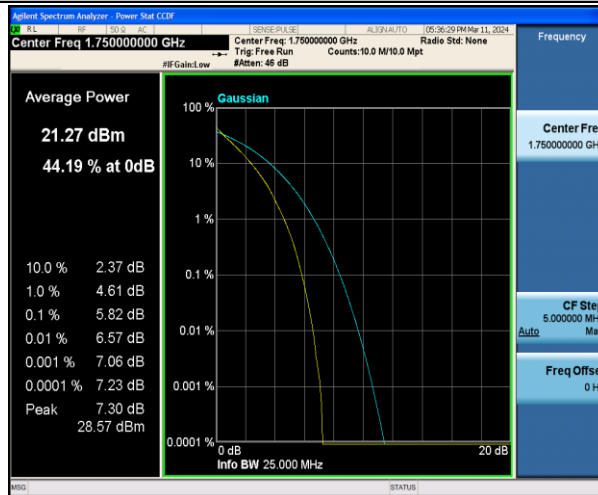 Agilent Spectrum Analyzer - Power Stat CCDF
RL RF 50 Ω AC SENSE:PULSE ALIGN AUTO 05:36:29 PM Mar 11, 2024
Center Freq 1.750000000 GHz
Center Freq: 1.750000000 GHz Radio Std: None
Trig: Free Run Counts:10.0 M/10.0 Mpt
#IFGain:Low #Atten: 46 dB
Frequency
Average Power
21.27 dBm
44.19 % at 0dB
10.0 % 2.37 dB
1.0 % 4.61 dB
0.1 % 5.82 dB
0.01 % 6.57 dB
0.001 % 7.06 dB
0.0001 % 7.23 dB
Peak 7.30 dB
28.57 dBm
Gaussian
100 %
10 %
1 %
0.1 %
0.01 %
0.001 %
0.0001 %
0 dB 20 dB
Info BW 25.000 MHz
Center Fre
1.750000000 GH
CF Ste
5.000000 MH
Auto Ma
Freq Offse
0 H
MSG STATUS